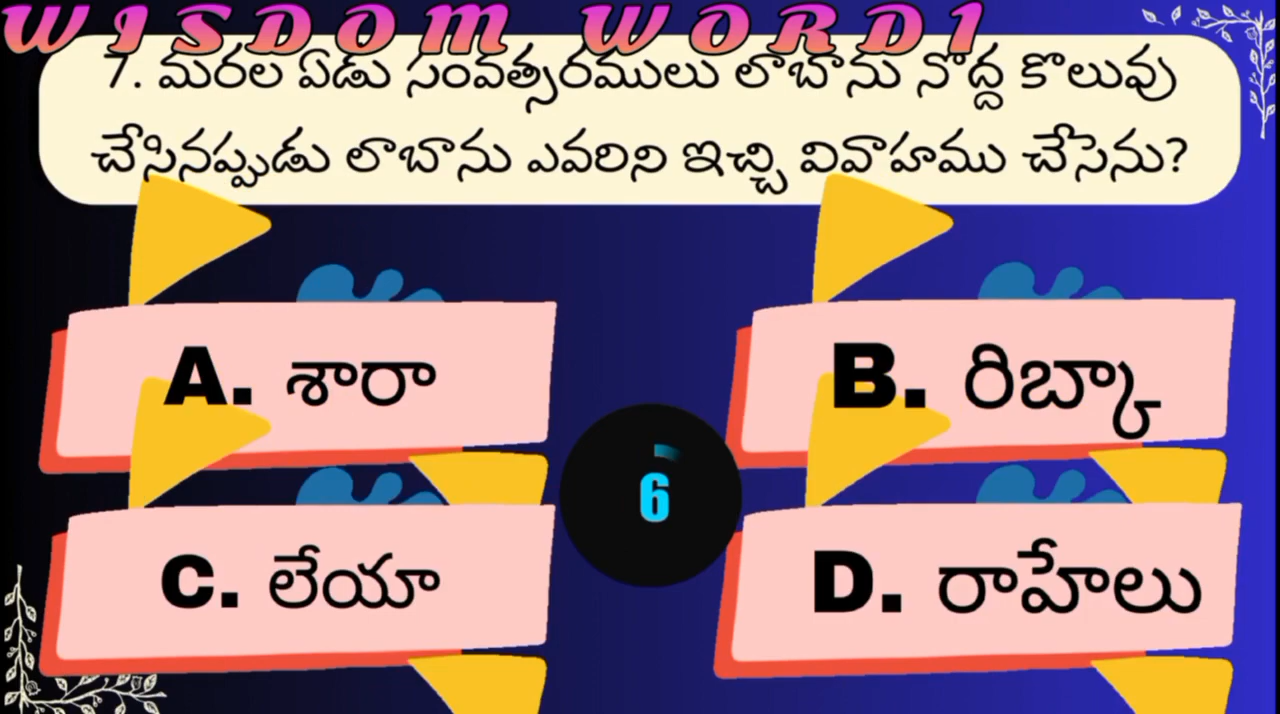 WISDOM WORD1
7. మరల ఏడు సంవత్సరములు లాబాను నొద్ద కొలువు
చేసినప్పుడు లాబాను ఎవరిని ఇచ్చి వివాహము చేసెను?
A. శారా
B. రిబ్కా
6
C. లేయా
D. రాహేలు